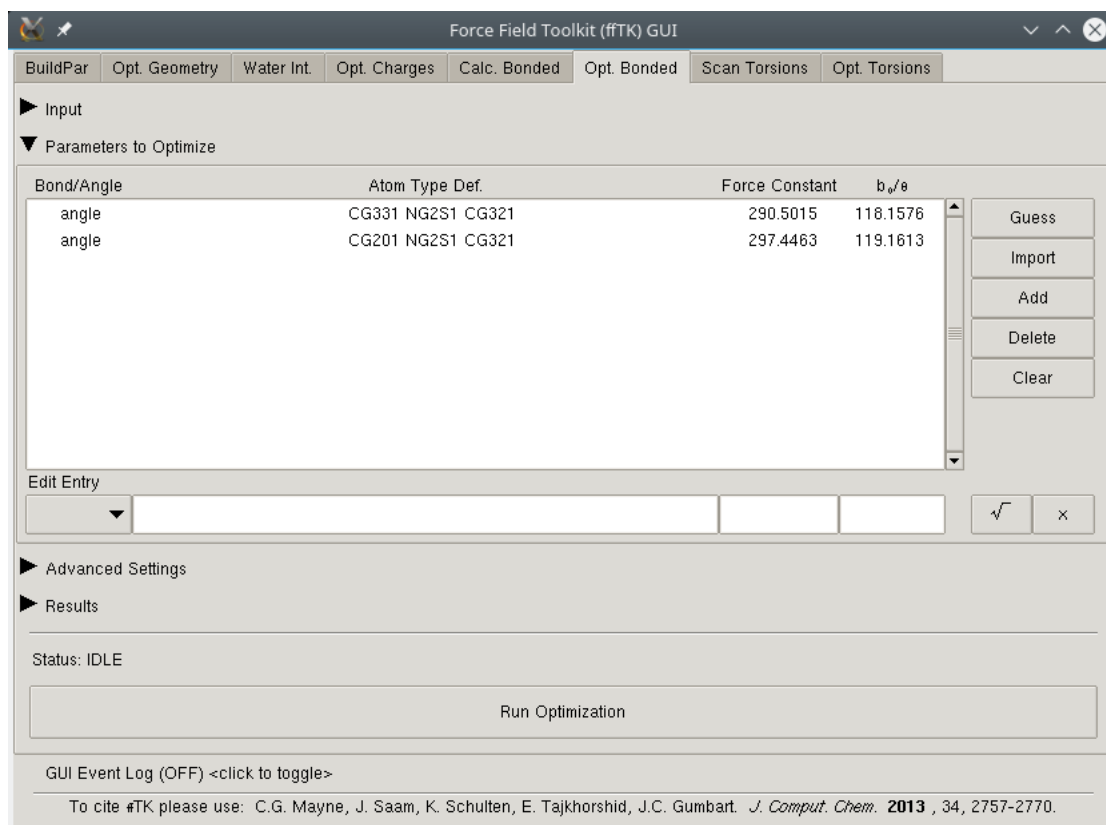 Force Field Toolkit (ffTK) GUI
BuildPar Opt. Geometry Water Int. Opt. Charges Calc. Bonded Opt. Bonded Scan Torsions Opt. Torsions
Input
Parameters to Optimize
Bond/Angle Atom Type Def. Force Constant b₀/θ
angle CG331 NG2S1 CG321 290.5015 118.1576
angle CG201 NG2S1 CG321 297.4463 119.1613
Guess
Import
Add
Delete
Clear
Edit Entry
√ x
Advanced Settings
Results
Status: IDLE
Run Optimization
GUI Event Log (OFF) <click to toggle>
To cite ffTK please use: C.G. Mayne, J. Saam, K. Schulten, E. Tajkhorshid, J.C. Gumbart. J. Comput. Chem. 2013 , 34, 2757-2770.